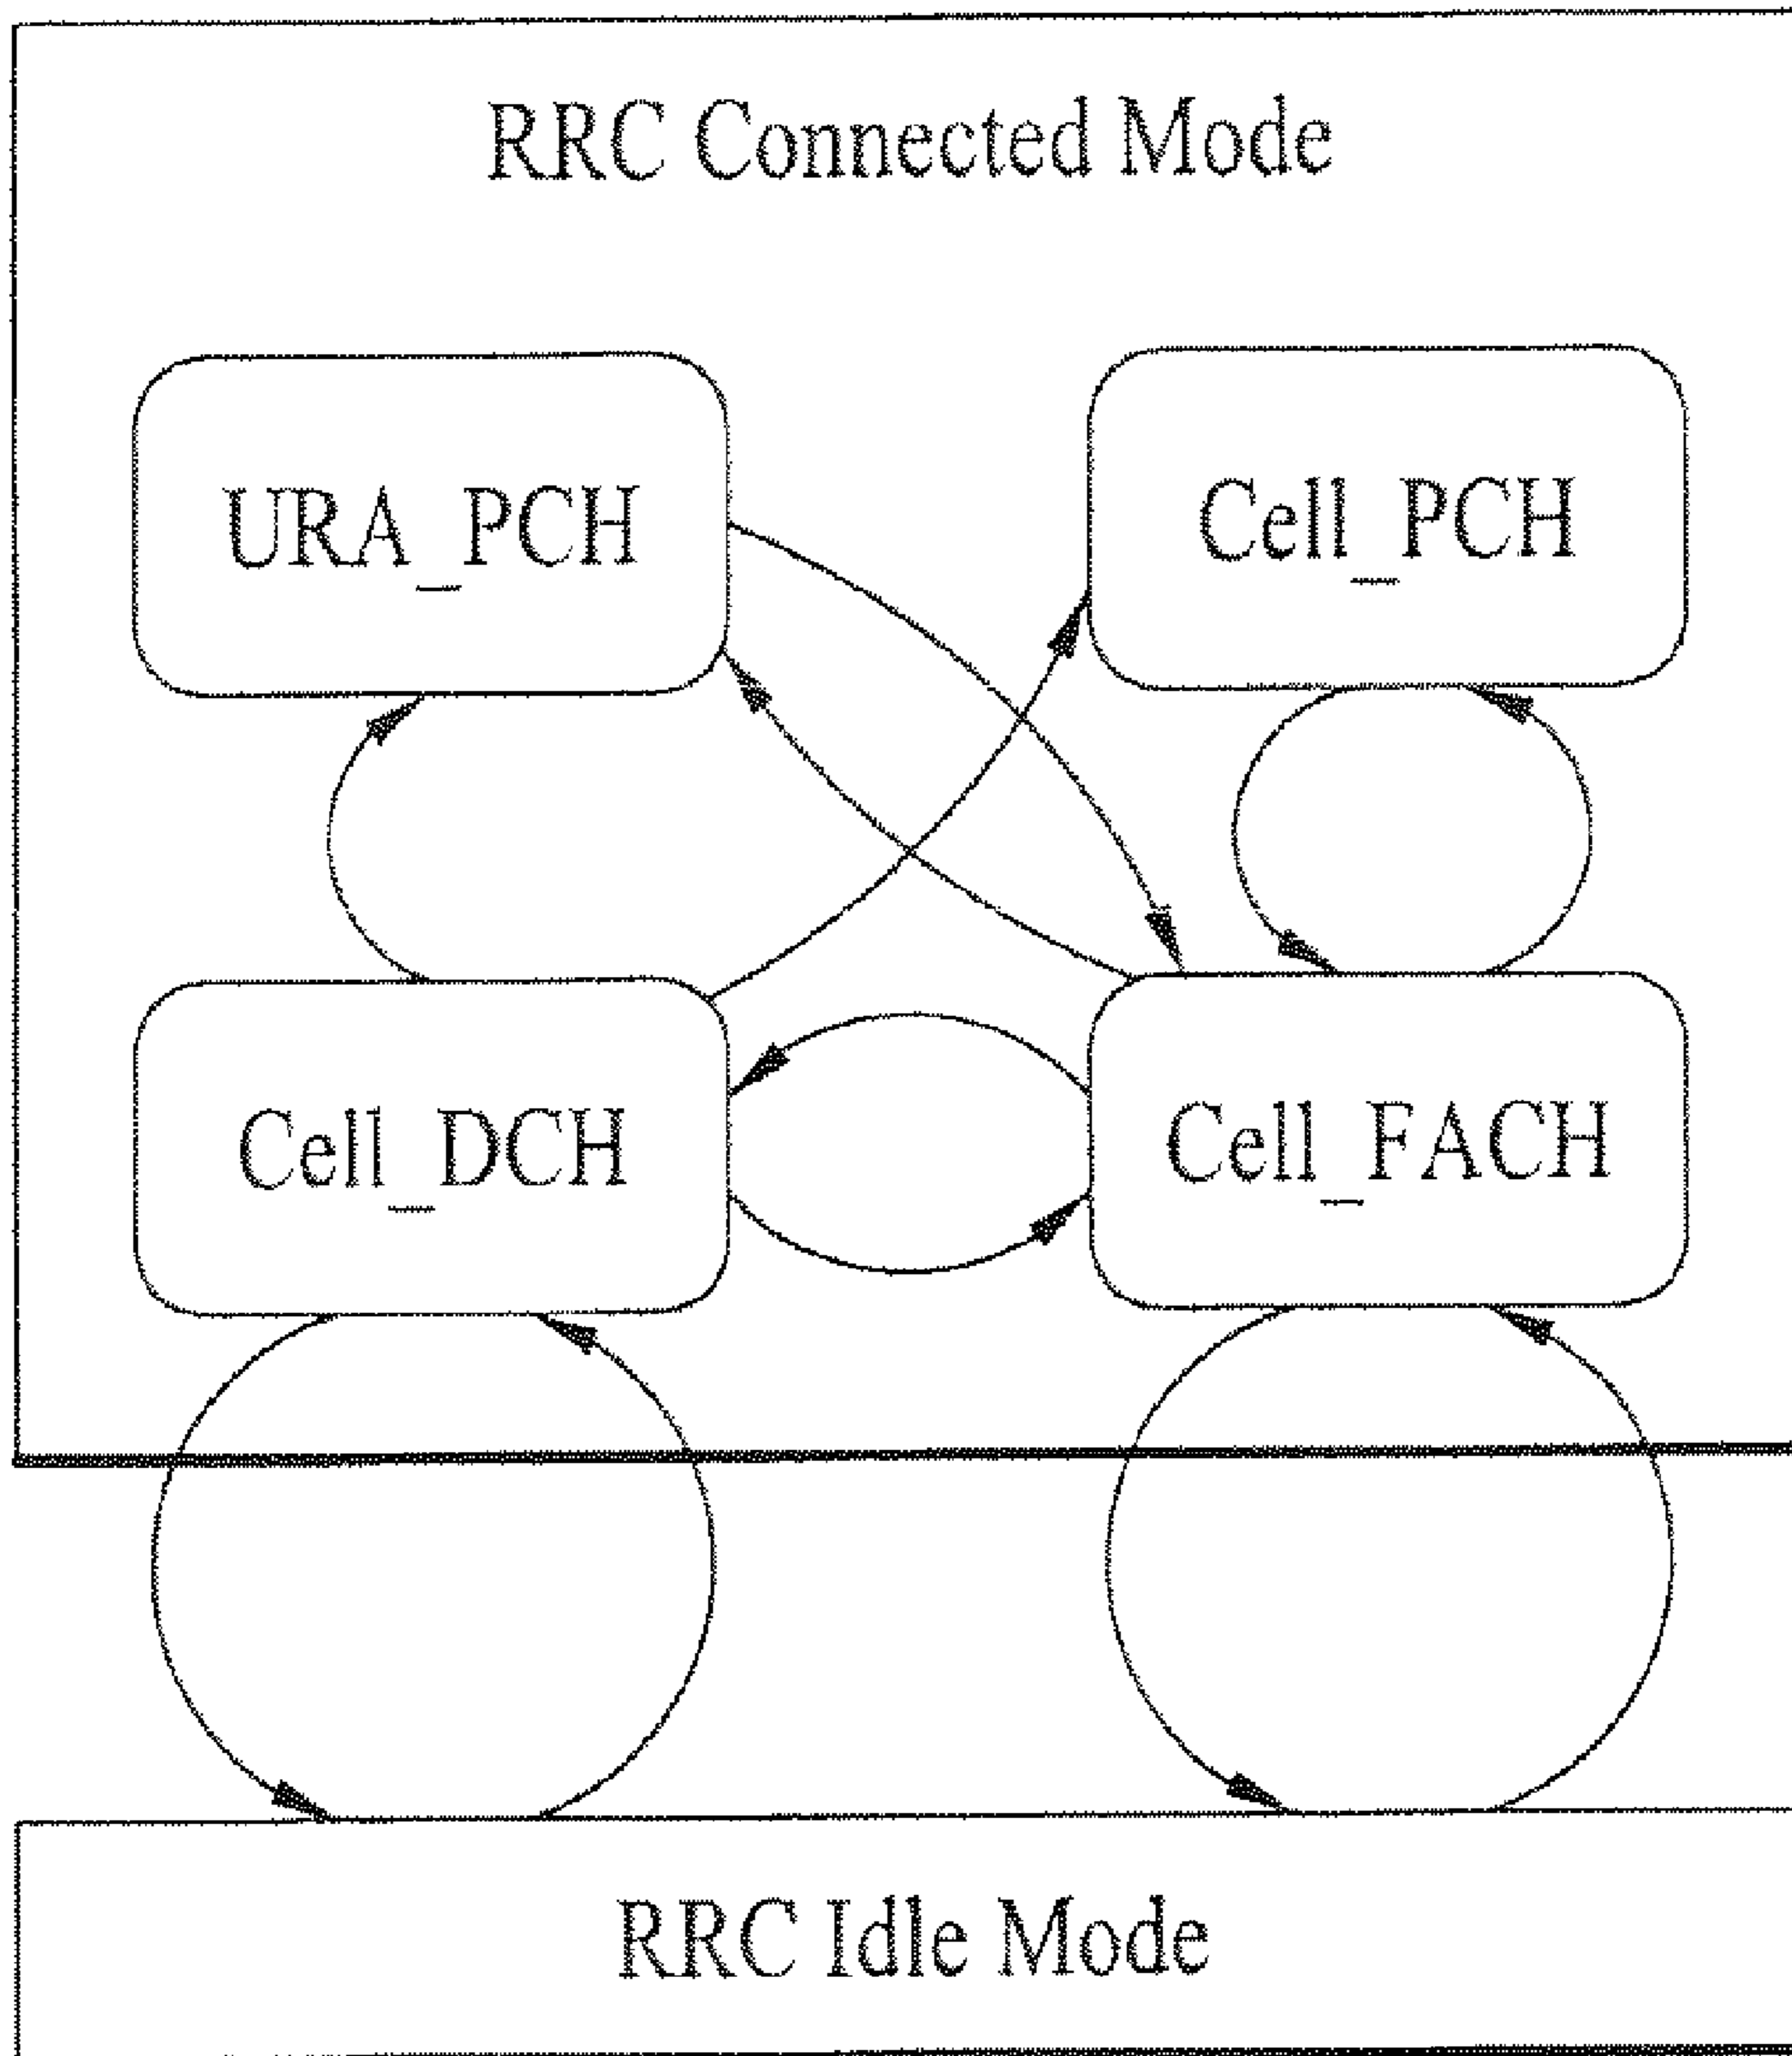 RRC Connected Mode
URA_PCH
Cell_PCH
Cell_DCH
Cell_FACH
RRC Idle Mode